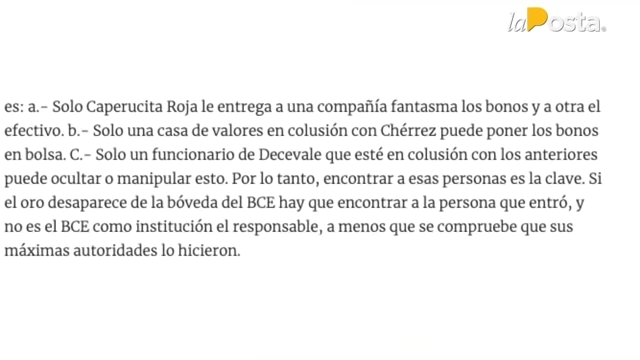 laPosta.
es: a.- Solo Caperucita Roja le entrega a una compañía fantasma los bonos y a otra el
efectivo. b.- Solo una casa de valores en colusión con Chérrez puede poner los bonos
en bolsa. C.- Solo un funcionario de Decevale que esté en colusión con los anteriores
puede ocultar o manipular esto. Por lo tanto, encontrar a esas personas es la clave. Si
el oro desaparece de la bóveda del BCE hay que encontrar a la persona que entró, y
no es el BCE como institución el responsable, a menos que se compruebe que sus
máximas autoridades lo hicieron.